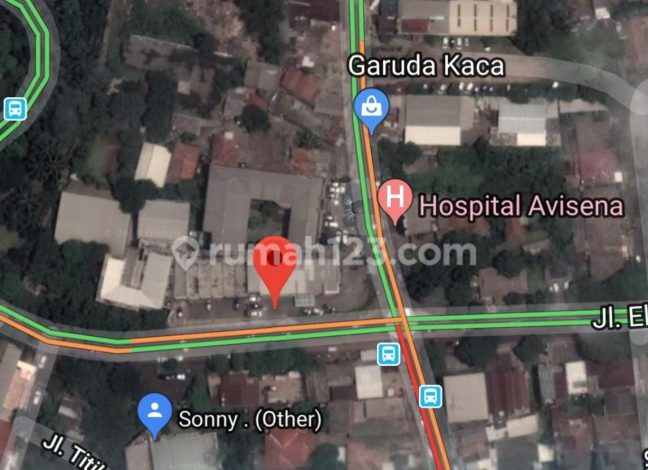 Garuda Kaca
H
Hospital Avisena
rumah123.com
Jl. El
Sonny . (Other)
Jl. Titi